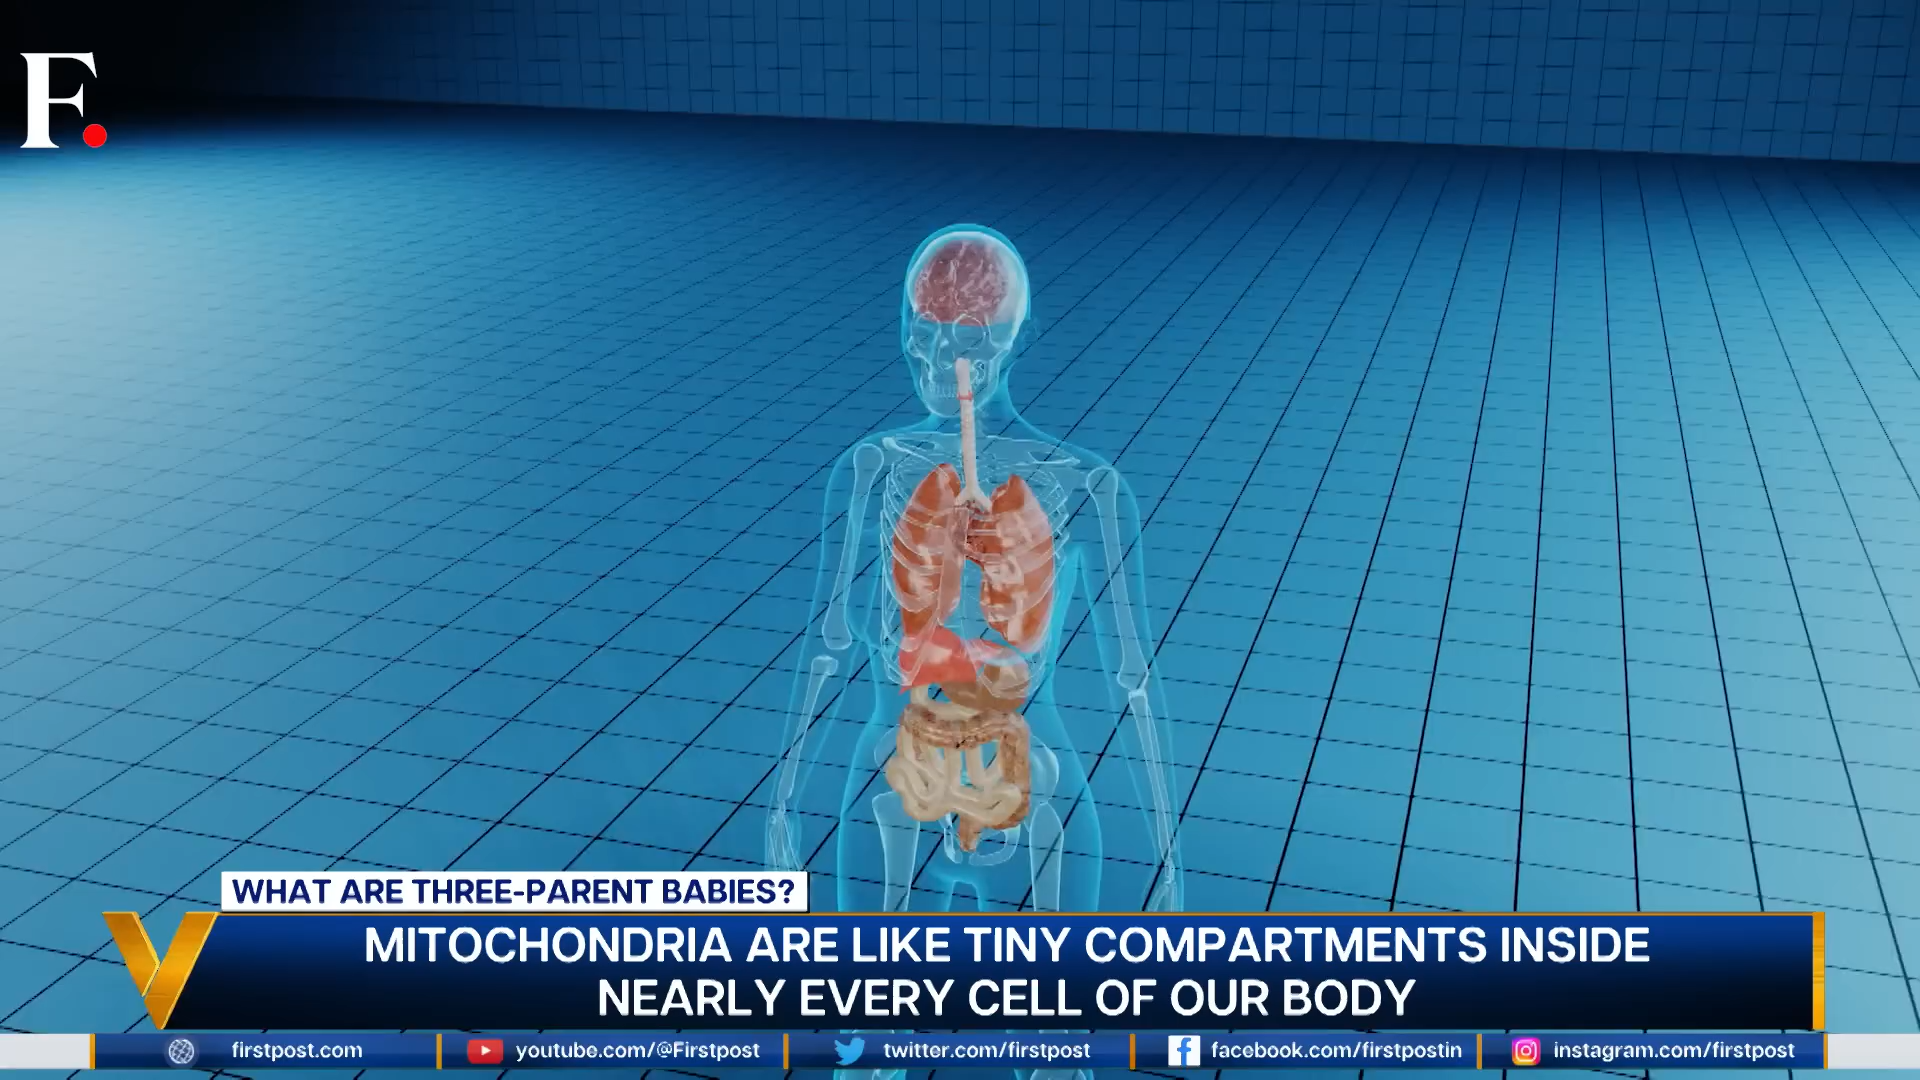 F.
WHAT ARE THREE-PARENT BABIES?
MITOCHONDRIA ARE LIKE TINY COMPARTMENTS INSIDE
NEARLY EVERY CELL OF OUR BODY
firstpost.com
youtube.com/@Firstpost
twitter.com/firstpost
facebook.com/firstpostin
instagram.com/firstpost